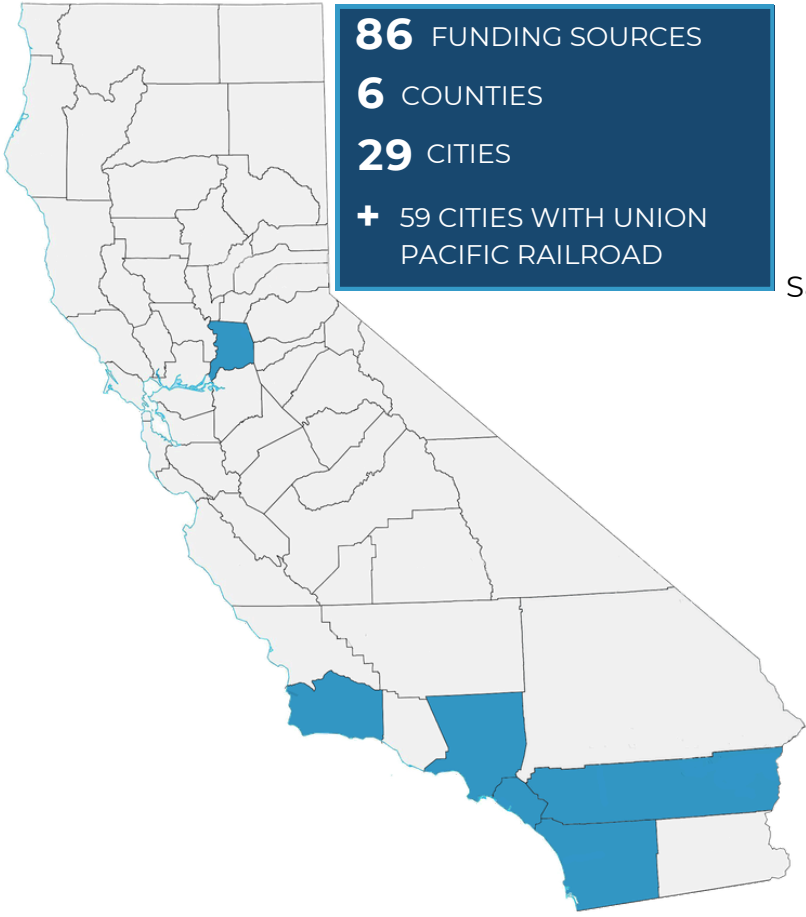 86 FUNDING SOURCES
6 COUNTIES
29 CITIES
+ 59 CITIES WITH UNION
PACIFIC RAILROAD